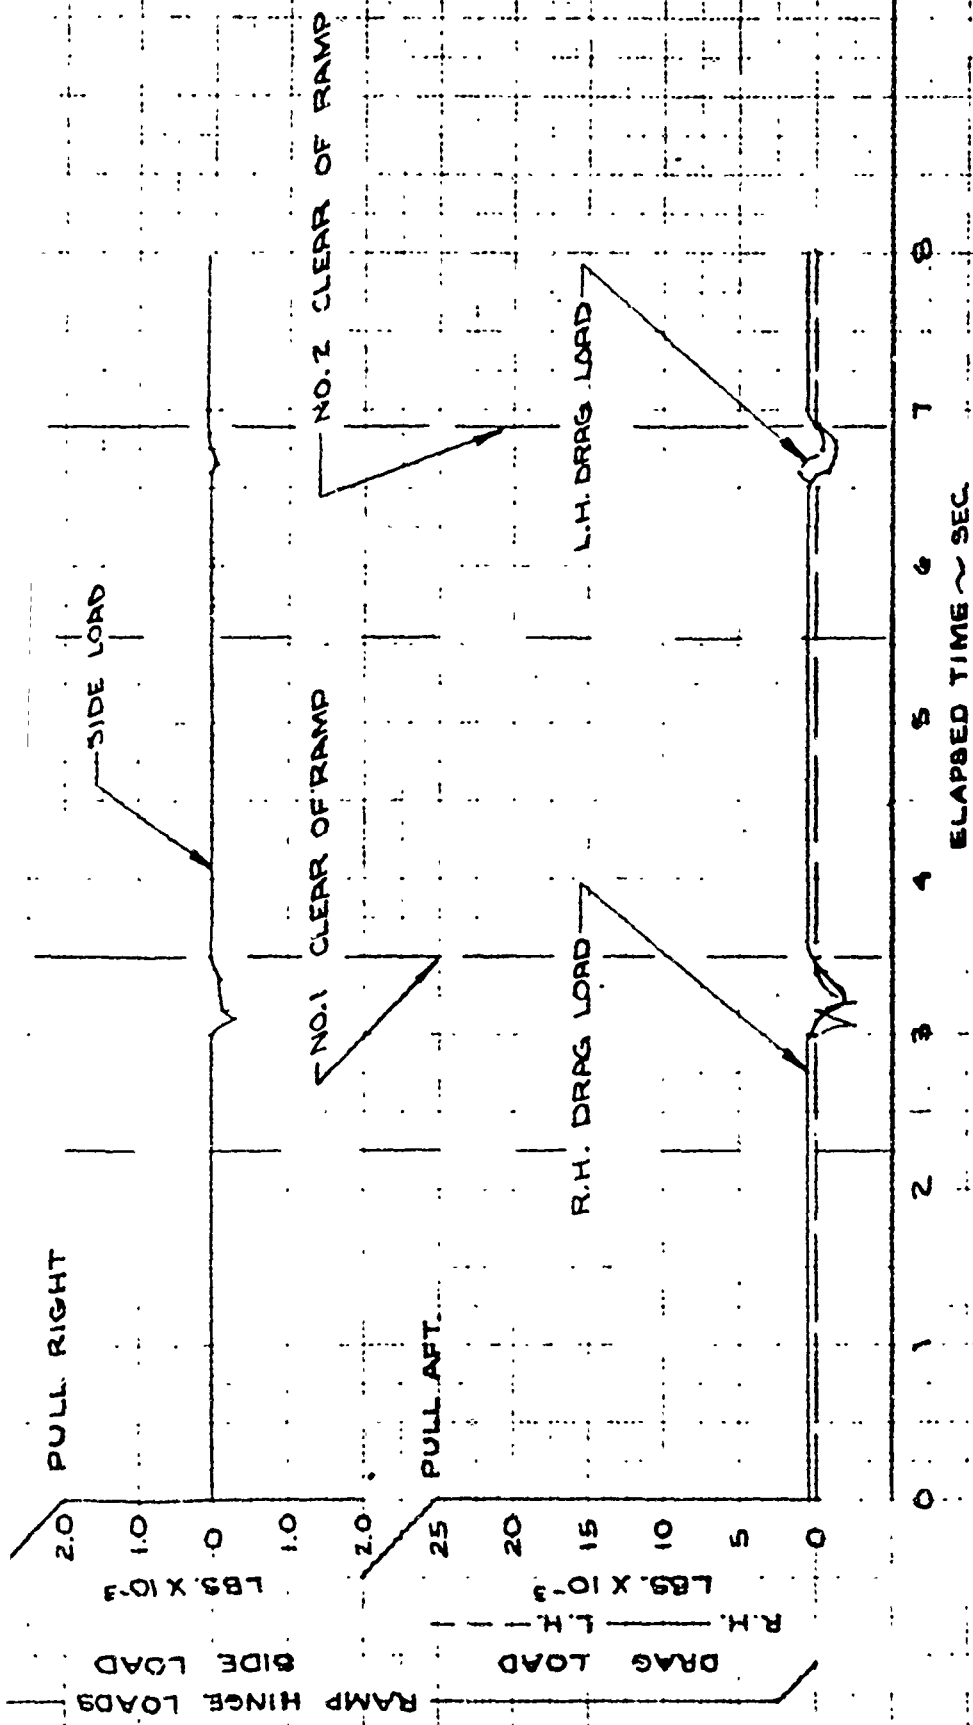 RAMP HINGE LOADS
SIDE LOAD
LBS. X 10-3
2.0
1.0
0
1.0
2.0
PULL RIGHT
SIDE LOAD
NO.1 CLEAR OF RAMP
NO.2 CLEAR OF RAMP
DRAG LOAD
R.H. —— L.H. – – –
LBS. X 10-3
25
20
15
10
5
0
PULL AFT
R.H. DRAG LOAD
L.H. DRAG LOAD
0 1 2 3 4 5 6 7 8
ELAPSED TIME ~ SEC.